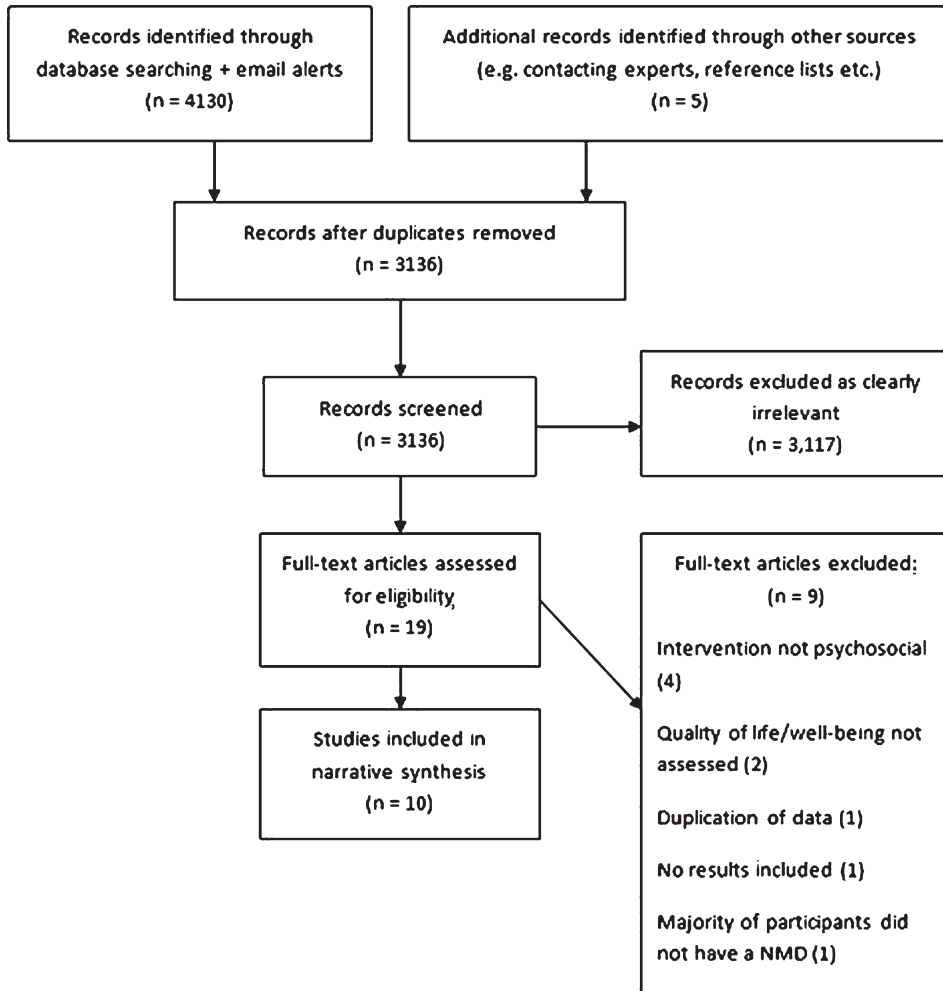 Records identified through
database searching + email alerts
(n = 4130)
Additional records identified through other sources
(e.g. contacting experts, reference lists etc.)
(n = 5)
Records after duplicates removed
(n = 3136)
Records screened
(n = 3136)
Records excluded as clearly
irrelevant
(n = 3,117)
Full-text articles assessed
for eligibility
(n = 19)
Full-text articles excluded:
(n = 9)
Intervention not psychosocial
(4)
Quality of life/well-being not
assessed (2)
Duplication of data (1)
No results included (1)
Majority of participants did
not have a NMD (1)
Studies included in
narrative synthesis
(n = 10)